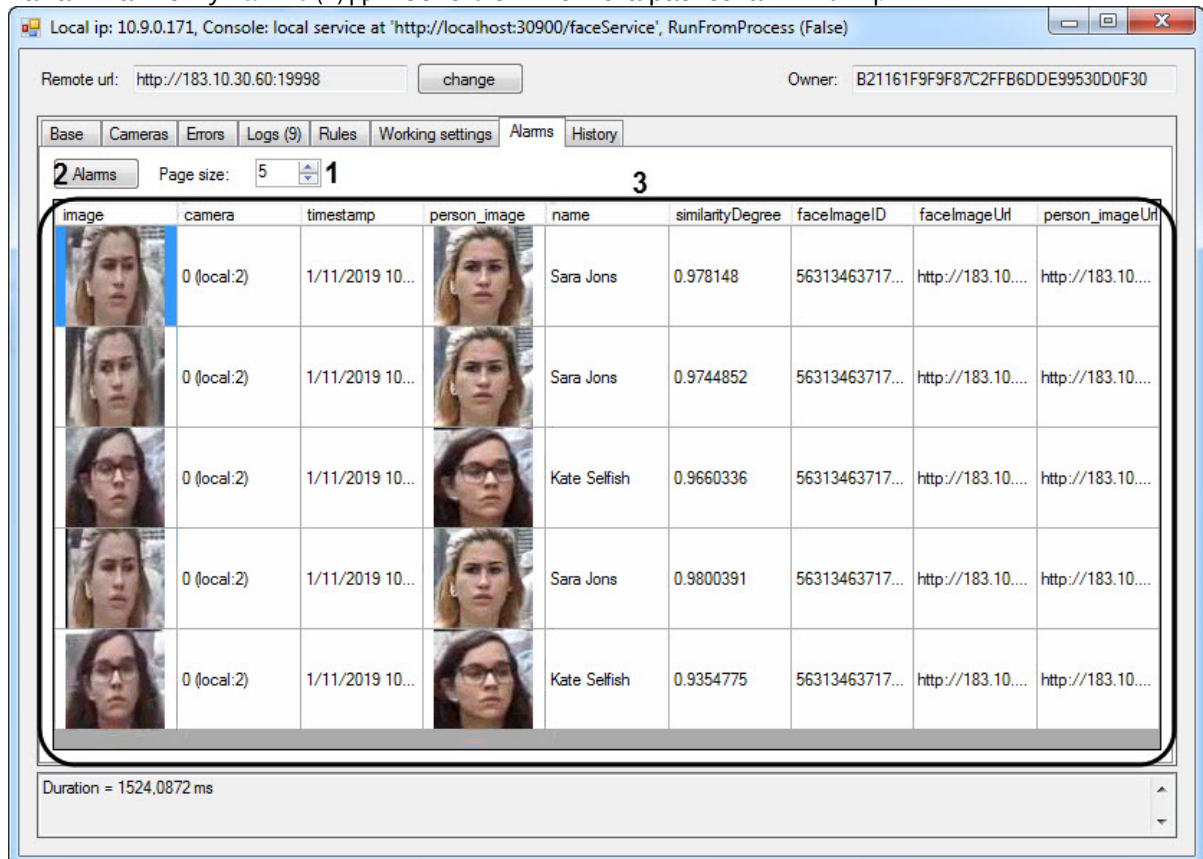 Local ip: 10.9.0.171, Console: local service at 'http://localhost:30900/faceService', RunFromProcess (False)
Remote url: http://183.10.30.60:19998 change Owner: B21161F9F9F87C2FFB6DDE99530D0F30
Base Cameras Errors Logs (9) Rules Working settings Alarms History
2 Alarms Page size: 5 1
3
image camera timestamp person_image name similarityDegree faceImageID faceImageUrl person_imageUrl
0 (local:2) 1/11/2019 10... Sara Jons 0.978148 56313463717... http://183.10.... http://183.10....
0 (local:2) 1/11/2019 10... Sara Jons 0.9744852 56313463717... http://183.10.... http://183.10....
0 (local:2) 1/11/2019 10... Kate Selfish 0.9660336 56313463717... http://183.10.... http://183.10....
0 (local:2) 1/11/2019 10... Sara Jons 0.9800391 56313463717... http://183.10.... http://183.10....
0 (local:2) 1/11/2019 10... Kate Selfish 0.9354775 56313463717... http://183.10.... http://183.10....
Duration = 1524,0872 ms